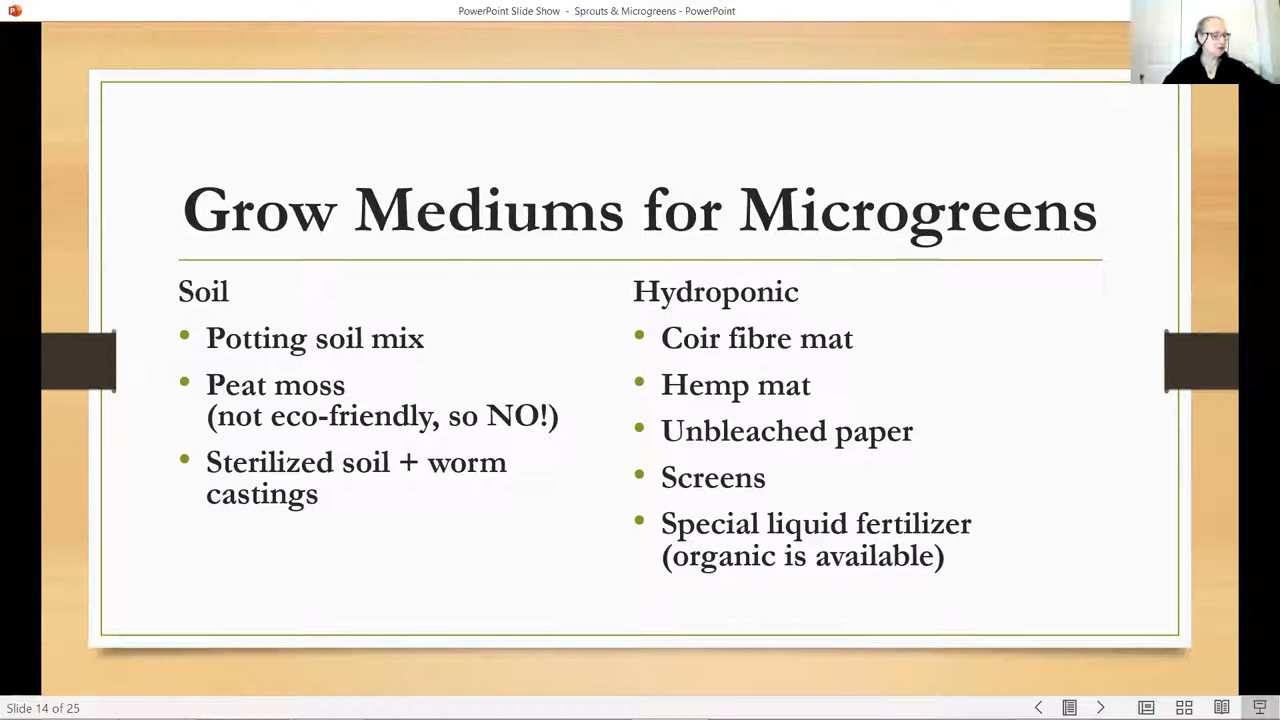 PowerPoint Slide Show - Sprouts & Microgreens - PowerPoint
Grow Mediums for Microgreens
Soil
• Potting soil mix
• Peat moss
(not eco-friendly, so NO!)
• Sterilized soil + worm
castings
Hydroponic
• Coir fibre mat
• Hemp mat
• Unbleached paper
• Screens
• Special liquid fertilizer
(organic is available)
Slide 14 of 25